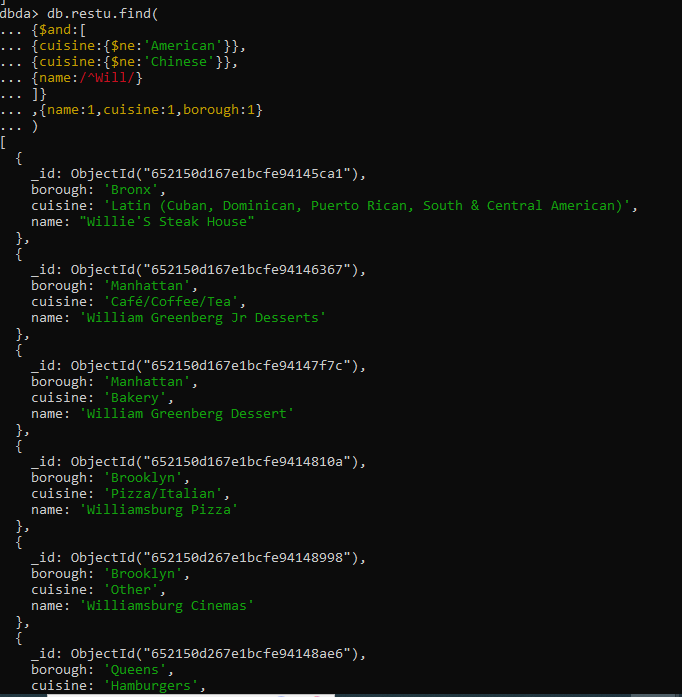 ]
dbda> db.restu.find(
... {$and:[
... {cuisine:{$ne:'American'}},
... {cuisine:{$ne:'Chinese'}},
... {name:/^Will/}
... ]}
... ,{name:1,cuisine:1,borough:1}
... )
[
  {
    _id: ObjectId("652150d167e1bcfe94145ca1"),
    borough: 'Bronx',
    cuisine: 'Latin (Cuban, Dominican, Puerto Rican, South & Central American)',
    name: "Willie'S Steak House"
  },
  {
    _id: ObjectId("652150d167e1bcfe94146367"),
    borough: 'Manhattan',
    cuisine: 'Café/Coffee/Tea',
    name: 'William Greenberg Jr Desserts'
  },
  {
    _id: ObjectId("652150d167e1bcfe94147f7c"),
    borough: 'Manhattan',
    cuisine: 'Bakery',
    name: 'William Greenberg Dessert'
  },
  {
    _id: ObjectId("652150d167e1bcfe9414810a"),
    borough: 'Brooklyn',
    cuisine: 'Pizza/Italian',
    name: 'Williamsburg Pizza'
  },
  {
    _id: ObjectId("652150d267e1bcfe94148998"),
    borough: 'Brooklyn',
    cuisine: 'Other',
    name: 'Williamsburg Cinemas'
  },
  {
    _id: ObjectId("652150d267e1bcfe94148ae6"),
    borough: 'Queens',
    cuisine: 'Hamburgers',